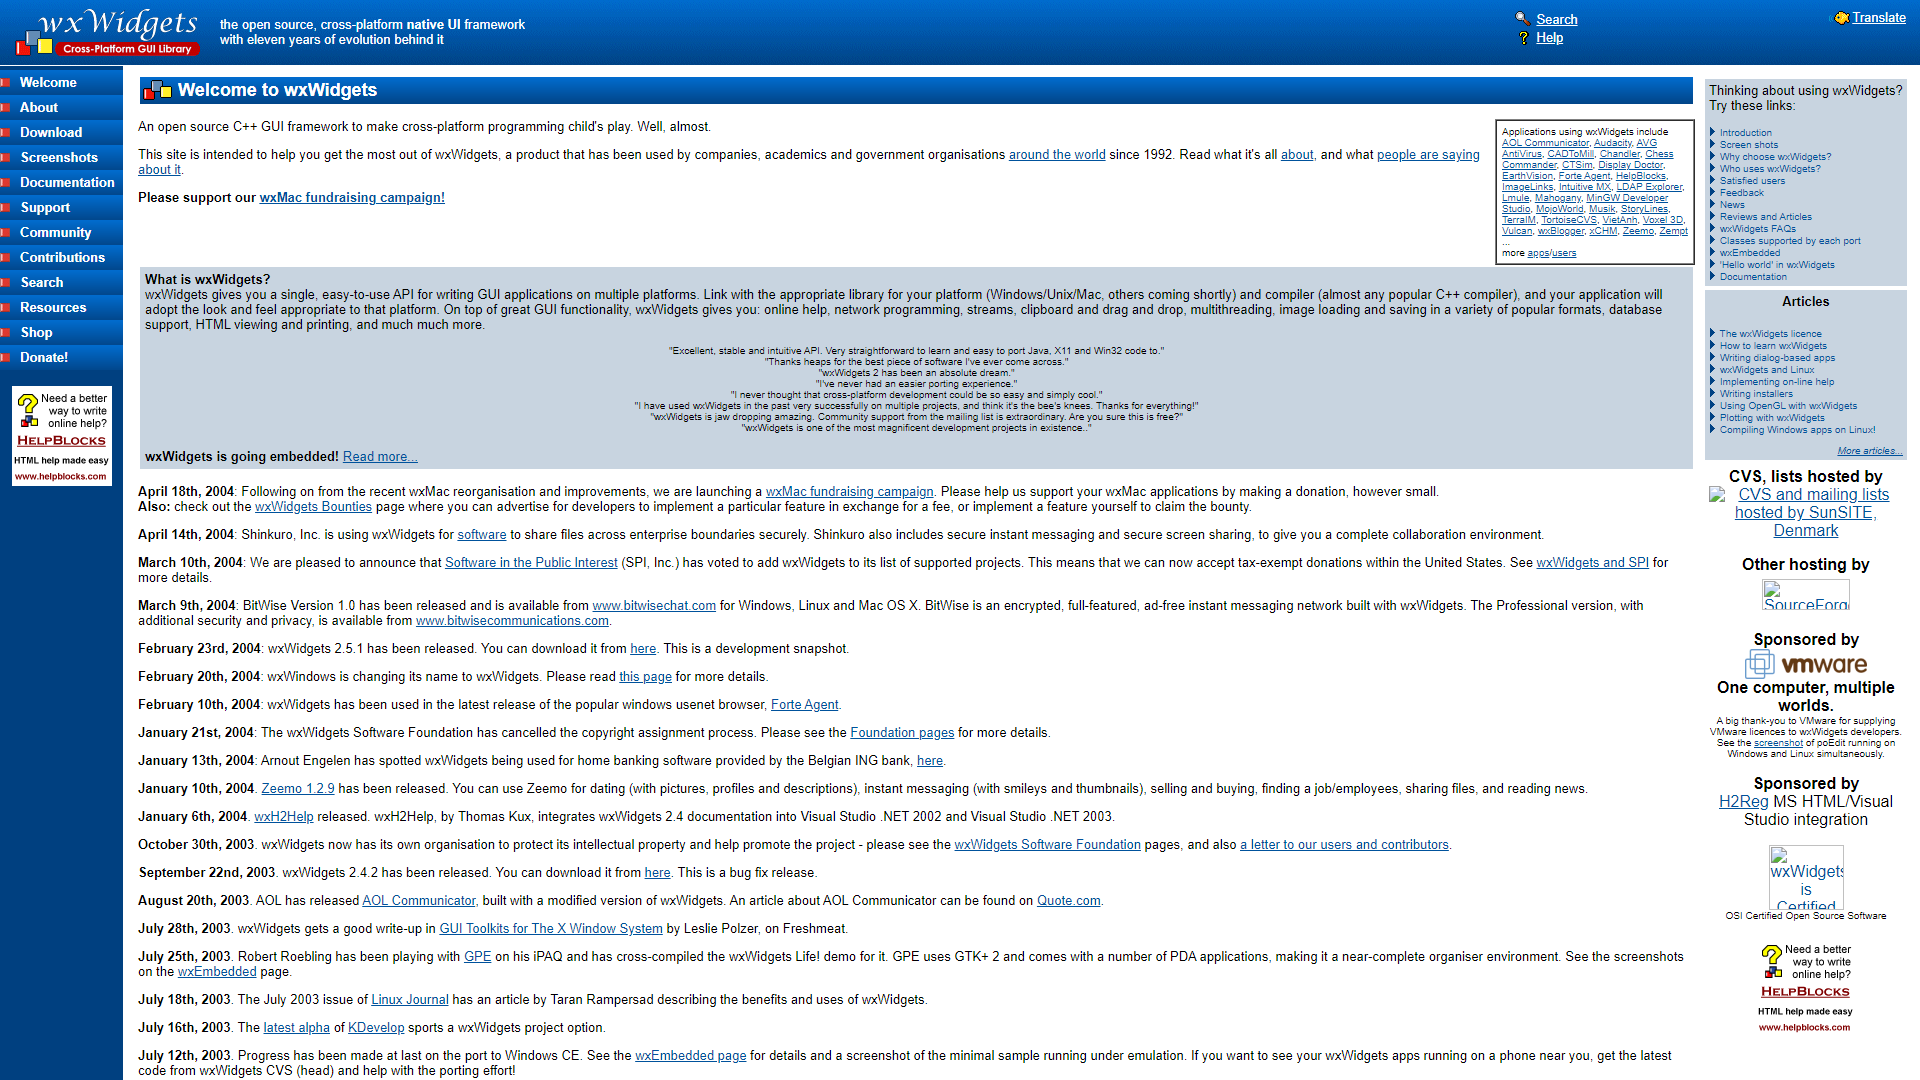 wxWidgets
Cross-Platform GUI Library
the open source, cross-platform native UI framework
with eleven years of evolution behind it
Search
Help
Translate
Welcome
About
Download
Screenshots
Documentation
Support
Community
Contributions
Search
Resources
Shop
Donate!
Need a better
way to write
online help?
HELPBLOCKS
HTML help made easy
www.helpblocks.com
Welcome to wxWidgets
An open source C++ GUI framework to make cross-platform programming child's play. Well, almost.
This site is intended to help you get the most out of wxWidgets, a product that has been used by companies, academics and government organisations around the world since 1992. Read what it's all about, and what people are saying
about it.
Please support our wxMac fundraising campaign!
Applications using wxWidgets include
AOL Communicator, Audacity, AVG
AntiVirus, CADToMill, Chandler, Chess
Commander, CTSim, Display Doctor,
EarthVision, Forte Agent, HelpBlocks,
ImageLinks, Intuitive MX, LDAP Explorer,
Lmule, Mahogany, MinGW Developer
Studio, MojoWorld, Musik, StoryLines,
TerraIM, TortoiseCVS, VietAnh, Voxel 3D,
Vulcan, wxBlogger, xCHM, Zeemo, Zempt
...
more apps/users
What is wxWidgets?
wxWidgets gives you a single, easy-to-use API for writing GUI applications on multiple platforms. Link with the appropriate library for your platform (Windows/Unix/Mac, others coming shortly) and compiler (almost any popular C++ compiler), and your application will
adopt the look and feel appropriate to that platform. On top of great GUI functionality, wxWidgets gives you: online help, network programming, streams, clipboard and drag and drop, multithreading, image loading and saving in a variety of popular formats, database
support, HTML viewing and printing, and much much more.
"Excellent, stable and intuitive API. Very straightforward to learn and easy to port Java, X11 and Win32 code to."
"Thanks heaps for the best piece of software I've ever come across."
"wxWidgets 2 has been an absolute dream."
"I've never had an easier porting experience."
"I never thought that cross-platform development could be so easy and simply cool."
"I have used wxWidgets in the past very successfully on multiple projects, and think it's the bee's knees. Thanks for everything!"
"wxWidgets is jaw dropping amazing. Community support from the mailing list is extraordinary. Are you sure this is free?"
"wxWidgets is one of the most magnificent development projects in existence.."
wxWidgets is going embedded! Read more...
April 18th, 2004: Following on from the recent wxMac reorganisation and improvements, we are launching a wxMac fundraising campaign. Please help us support your wxMac applications by making a donation, however small.
Also: check out the wxWidgets Bounties page where you can advertise for developers to implement a particular feature in exchange for a fee, or implement a feature yourself to claim the bounty.
April 14th, 2004: Shinkuro, Inc. is using wxWidgets for software to share files across enterprise boundaries securely. Shinkuro also includes secure instant messaging and secure screen sharing, to give you a complete collaboration environment.
March 10th, 2004: We are pleased to announce that Software in the Public Interest (SPI, Inc.) has voted to add wxWidgets to its list of supported projects. This means that we can now accept tax-exempt donations within the United States. See wxWidgets and SPI for
more details.
March 9th, 2004: BitWise Version 1.0 has been released and is available from www.bitwisechat.com for Windows, Linux and Mac OS X. BitWise is an encrypted, full-featured, ad-free instant messaging network built with wxWidgets. The Professional version, with
additional security and privacy, is available from www.bitwisecommunications.com.
February 23rd, 2004: wxWidgets 2.5.1 has been released. You can download it from here. This is a development snapshot.
February 20th, 2004: wxWindows is changing its name to wxWidgets. Please read this page for more details.
February 10th, 2004: wxWidgets has been used in the latest release of the popular windows usenet browser, Forte Agent.
January 21st, 2004: The wxWidgets Software Foundation has cancelled the copyright assignment process. Please see the Foundation pages for more details.
January 13th, 2004: Arnout Engelen has spotted wxWidgets being used for home banking software provided by the Belgian ING bank, here.
January 10th, 2004. Zeemo 1.2.9 has been released. You can use Zeemo for dating (with pictures, profiles and descriptions), instant messaging (with smileys and thumbnails), selling and buying, finding a job/employees, sharing files, and reading news.
January 6th, 2004. wxH2Help released. wxH2Help, by Thomas Kux, integrates wxWidgets 2.4 documentation into Visual Studio .NET 2002 and Visual Studio .NET 2003.
October 30th, 2003. wxWidgets now has its own organisation to protect its intellectual property and help promote the project - please see the wxWidgets Software Foundation pages, and also a letter to our users and contributors.
September 22nd, 2003. wxWidgets 2.4.2 has been released. You can download it from here. This is a bug fix release.
August 20th, 2003. AOL has released AOL Communicator, built with a modified version of wxWidgets. An article about AOL Communicator can be found on Quote.com.
July 28th, 2003. wxWidgets gets a good write-up in GUI Toolkits for The X Window System by Leslie Polzer, on Freshmeat.
July 25th, 2003. Robert Roebling has been playing with GPE on his iPAQ and has cross-compiled the wxWidgets Life! demo for it. GPE uses GTK+ 2 and comes with a number of PDA applications, making it a near-complete organiser environment. See the screenshots
on the wxEmbedded page.
July 18th, 2003. The July 2003 issue of Linux Journal has an article by Taran Rampersad describing the benefits and uses of wxWidgets.
July 16th, 2003. The latest alpha of KDevelop sports a wxWidgets project option.
July 12th, 2003. Progress has been made at last on the port to Windows CE. See the wxEmbedded page for details and a screenshot of the minimal sample running under emulation. If you want to see your wxWidgets apps running on a phone near you, get the latest
code from wxWidgets CVS (head) and help with the porting effort!
Thinking about using wxWidgets?
Try these links:
Introduction
Screen shots
Why choose wxWidgets?
Who uses wxWidgets?
Satisfied users
Feedback
News
Reviews and Articles
wxWidgets FAQs
Classes supported by each port
wxEmbedded
'Hello world' in wxWidgets
Documentation
Articles
The wxWidgets licence
How to learn wxWidgets
Writing dialog-based apps
wxWidgets and Linux
Implementing on-line help
Writing installers
Using OpenGL with wxWidgets
Plotting with wxWidgets
Compiling Windows apps on Linux!
More articles...
CVS, lists hosted by
CVS and mailing lists
hosted by SunSITE,
Denmark
Other hosting by
SourceForg
Sponsored by
vmware
One computer, multiple
worlds.
A big thank-you to VMware for supplying
VMware licences to wxWidgets developers.
See the screenshot of poEdit running on
Windows and Linux simultaneously.
Sponsored by
H2Reg MS HTML/Visual
Studio integration
wxWidgets
is
Certified
OSI Certified Open Source Software
Need a better
way to write
online help?
HELPBLOCKS
HTML help made easy
www.helpblocks.com